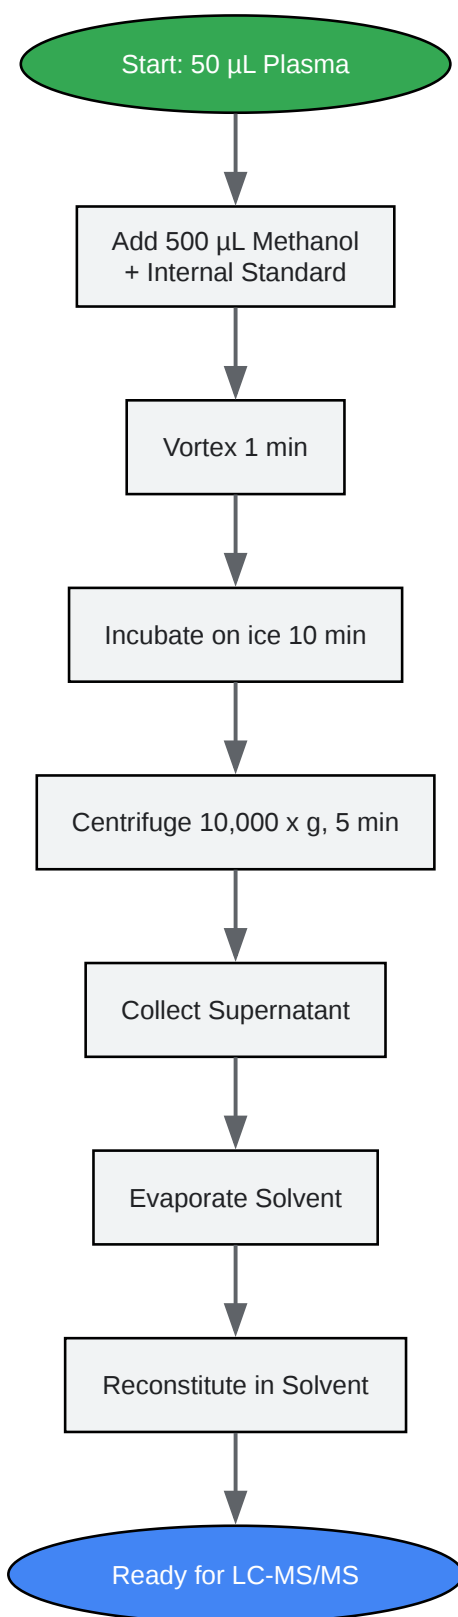 Start: 50 µL Plasma
Add 500 µL Methanol
+ Internal Standard
Vortex 1 min
Incubate on ice 10 min
Centrifuge 10,000 x g, 5 min
Collect Supernatant
Evaporate Solvent
Reconstitute in Solvent
Ready for LC-MS/MS